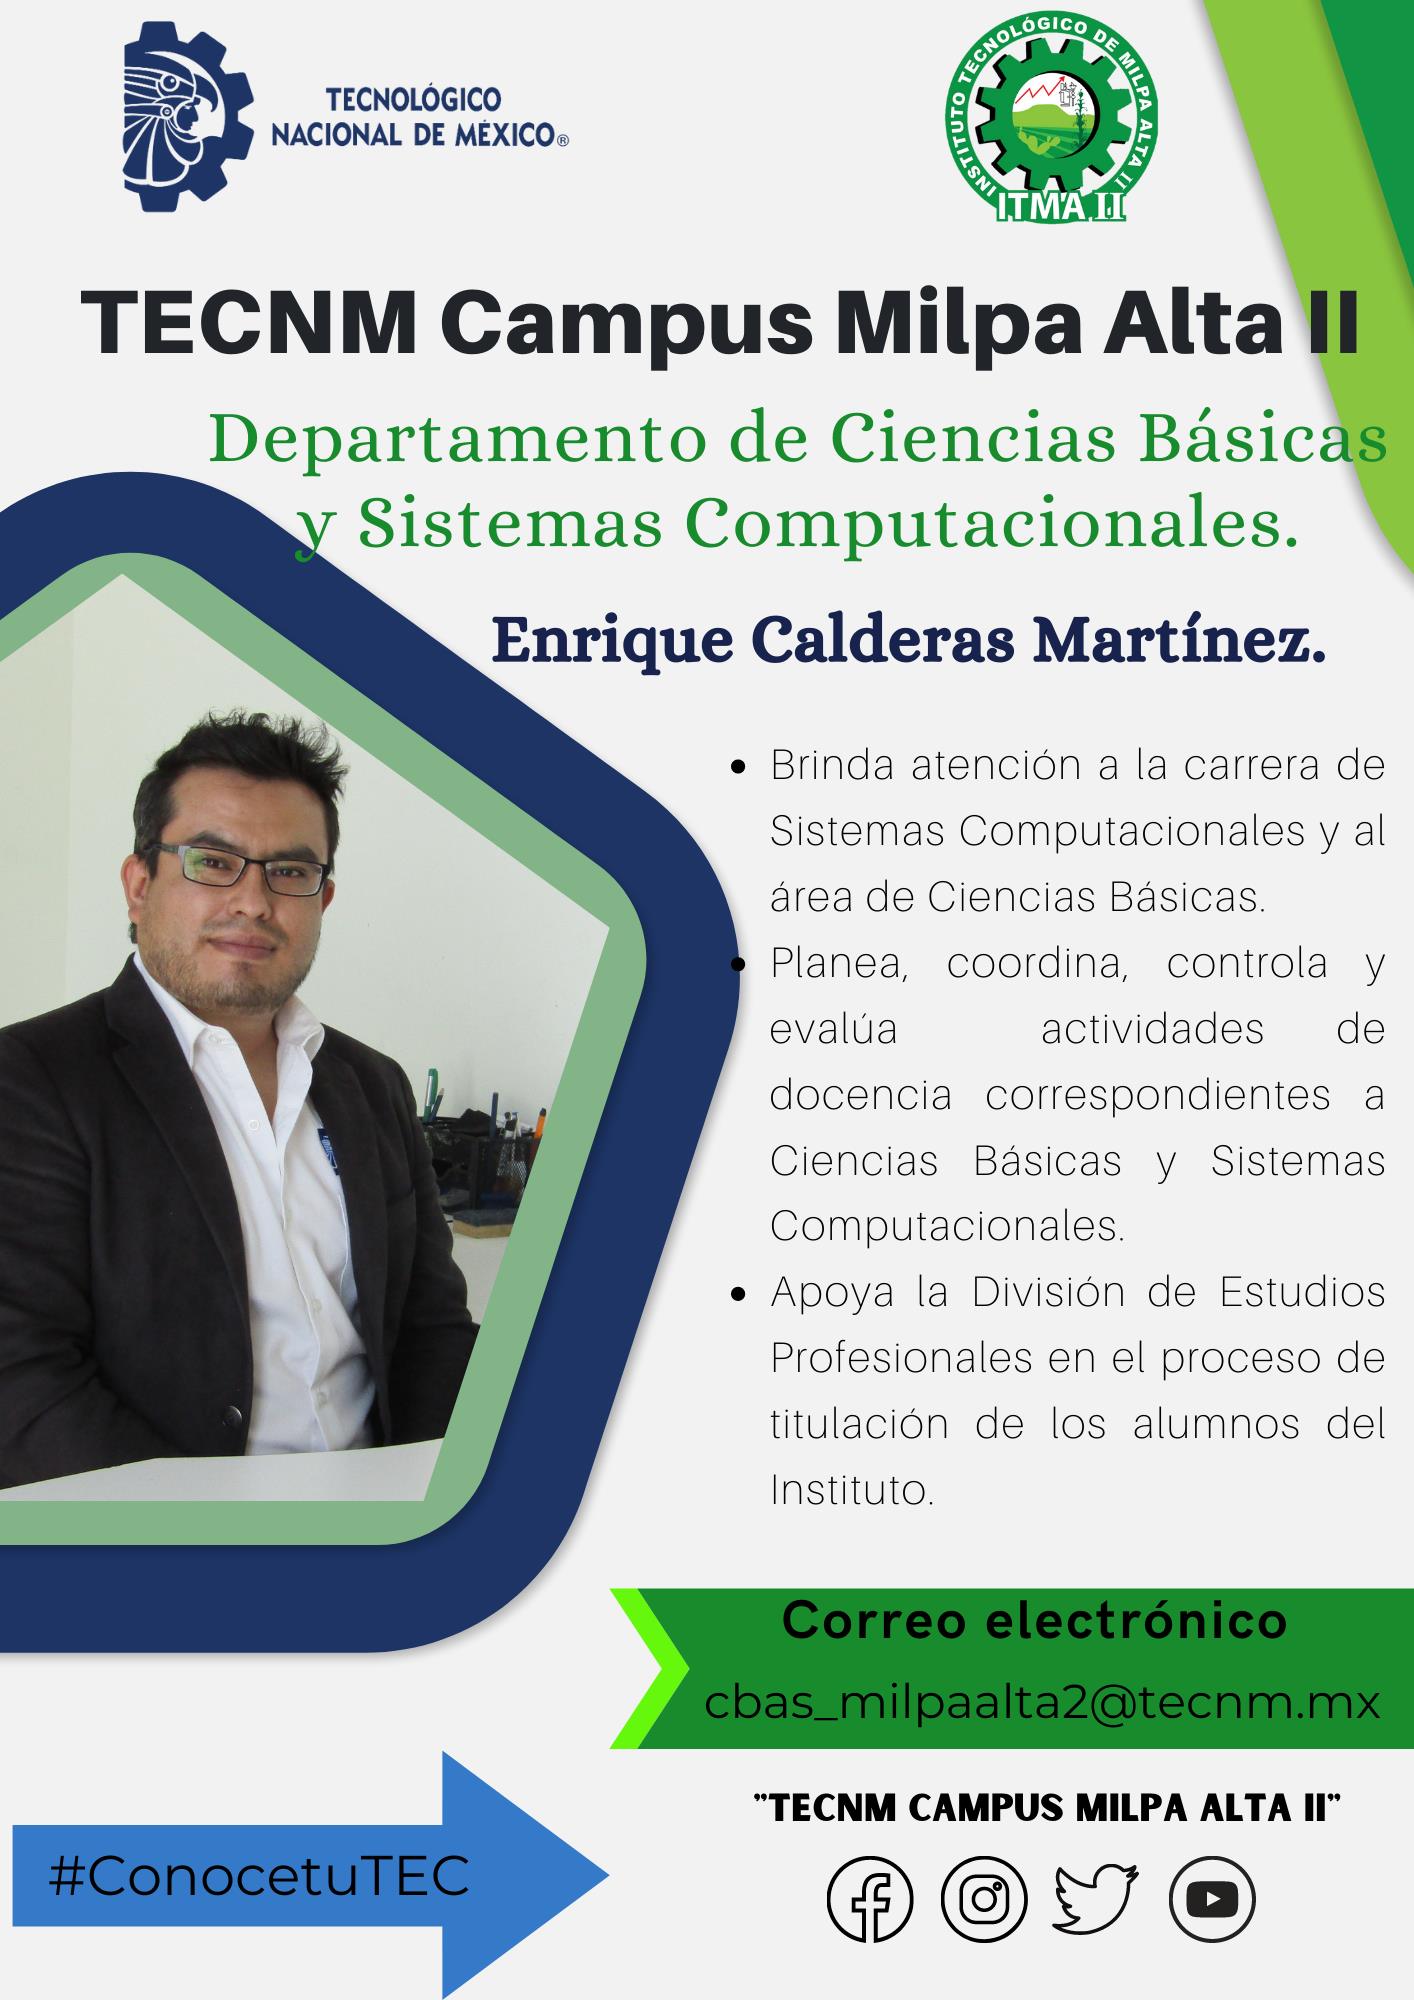 TECNOLÓGICO
NACIONAL DE MÉXICO®
INSTITUTO TECNOLÓGICO DE MILPA ALTA II
ITMA II
TECNM Campus Milpa Alta II
Departamento de Ciencias Básicas
y Sistemas Computacionales.
Enrique Calderas Martínez.
• Brinda atención a la carrera de
Sistemas Computacionales y al
área de Ciencias Básicas.
• Planea, coordina, controla y
evalúa actividades de
docencia correspondientes a
Ciencias Básicas y Sistemas
Computacionales.
• Apoya la División de Estudios
Profesionales en el proceso de
titulación de los alumnos del
Instituto.
Correo electrónico
cbas_milpaalta2@tecnm.mx
#ConocetuTEC
"TECNM CAMPUS MILPA ALTA II"